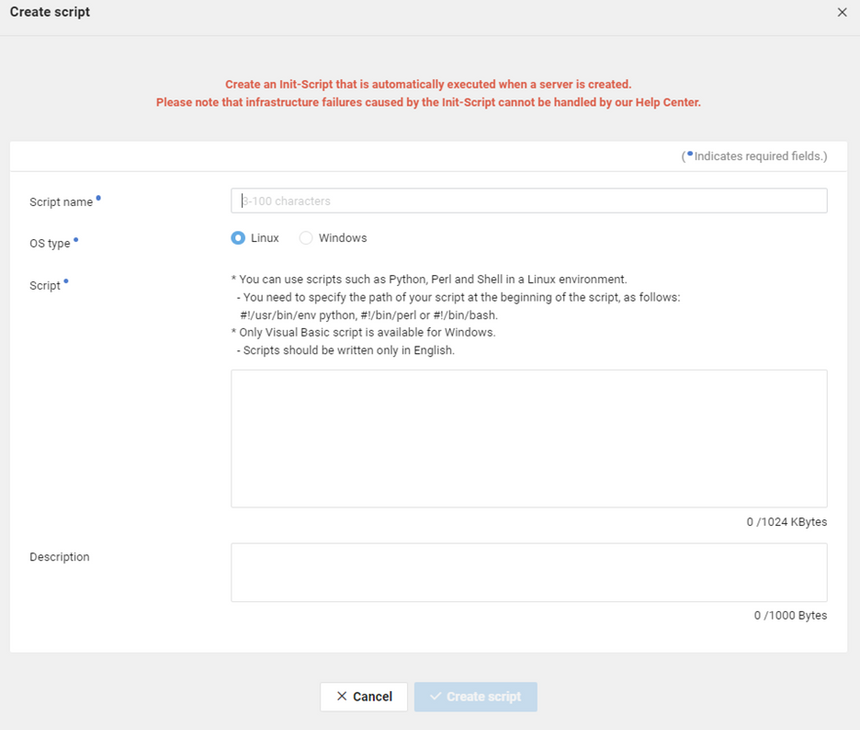 Create script
Create an Init-Script that is automatically executed when a server is created.
Please note that infrastructure failures caused by the Init-Script cannot be handled by our Help Center.
(•Indicates required fields.)
Script name•
3-100 characters
OS type•
Linux
Windows
Script•
* You can use scripts such as Python, Perl and Shell in a Linux environment.
- You need to specify the path of your script at the beginning of the script, as follows:
#!/usr/bin/env python, #!/bin/perl or #!/bin/bash.
* Only Visual Basic script is available for Windows.
- Scripts should be written only in English.
0 /1024 KBytes
Description
0 /1000 Bytes
Cancel
Create script